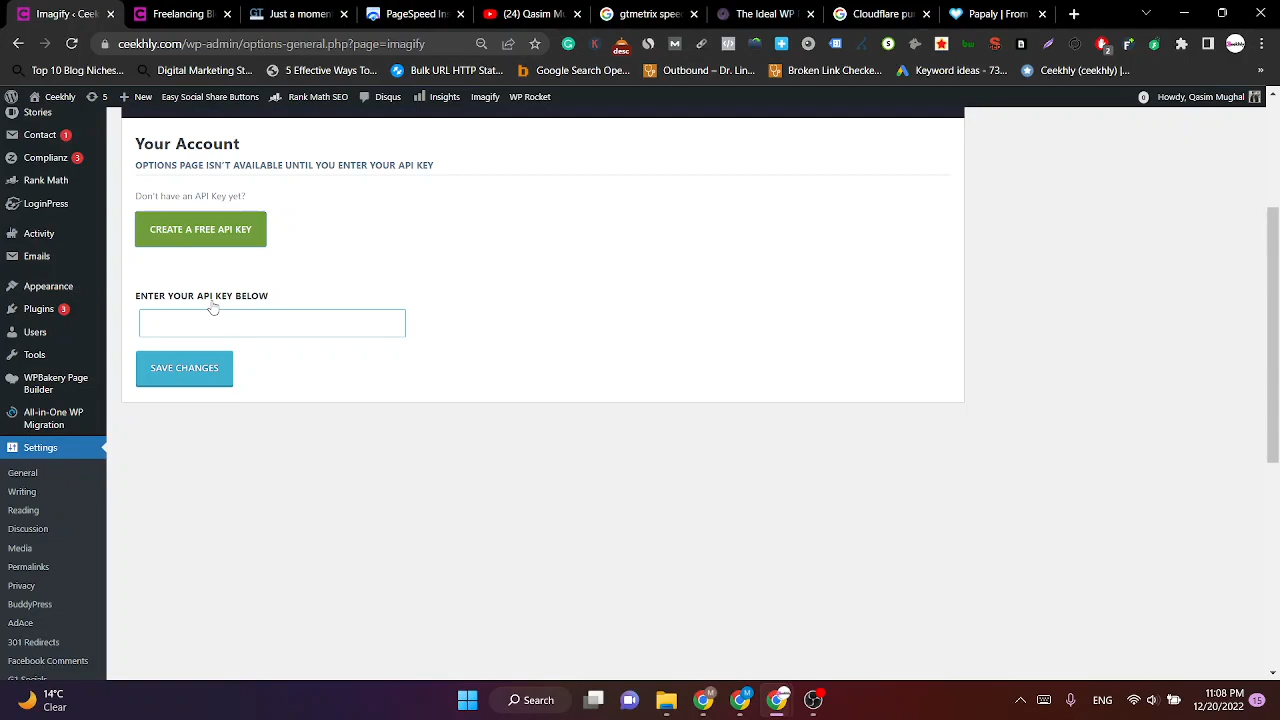 Imagify ‹ Ceekh
Freelancing Bl
Just a momen
PageSpeed Ins
(24) Qasim Mu
gtmetrix speed
The Ideal WP
Cloudflare pu
Papaly | From
ceekhly.com/wp-admin/options-general.php?page=imagify
Top 10 Blog Niches...
Digital Marketing S...
5 Effective Ways T...
Bulk URL HTTP Stat...
Google Search Ope...
Outbound – Dr. Lin...
Broken Link Checke...
Keyword ideas - 73...
Ceekhly (ceekhly) |...
»
Ceekhly
5
New
Easy Social Share Buttons
Rank Math SEO
Disqus
Insights
Imagify
WP Rocket
0
Howdy, Qasim Mughal
Stories
Contact 1
Complianz 3
Rank Math
LoginPress
Activity
Emails
Appearance
Plugins 3
Users
Tools
WPBakery Page
Builder
All-in-One WP
Migration
Settings
General
Writing
Reading
Discussion
Media
Permalinks
Privacy
BuddyPress
AdAce
301 Redirects
Facebook Comments
Your Account
OPTIONS PAGE ISN'T AVAILABLE UNTIL YOU ENTER YOUR API KEY
Don't have an API Key yet?
CREATE A FREE API KEY
ENTER YOUR API KEY BELOW
SAVE CHANGES
14°C
Clear
Search
ENG
11:08 PM
12/20/2022
15